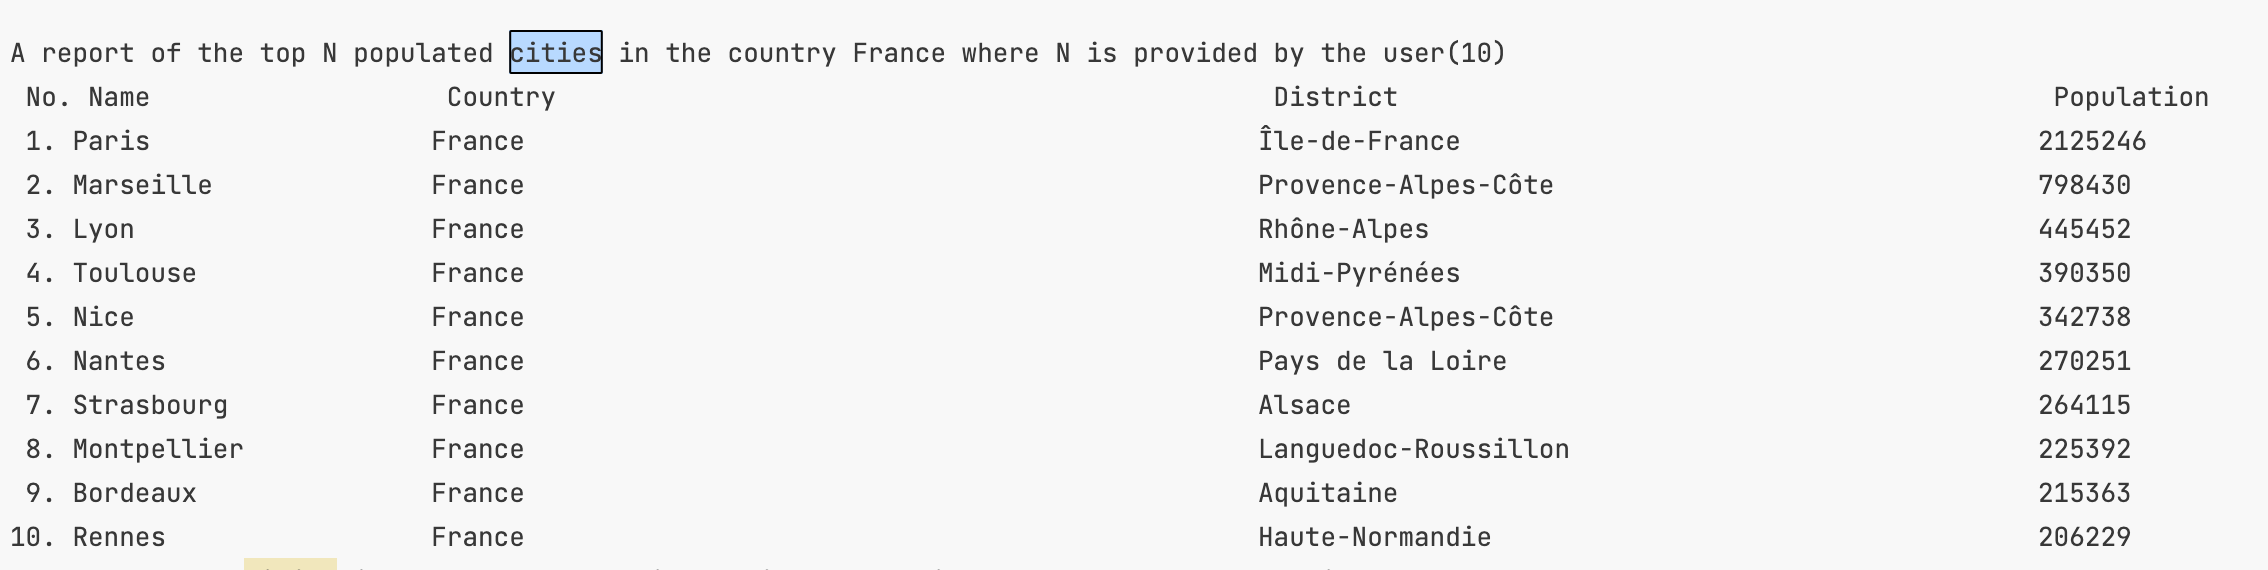 A report of the top N populated cities in the country France where N is provided by the user(10)
No. Name Country District Population
1. Paris France Île-de-France 2125246
2. Marseille France Provence-Alpes-Côte 798430
3. Lyon France Rhône-Alpes 445452
4. Toulouse France Midi-Pyrénées 390350
5. Nice France Provence-Alpes-Côte 342738
6. Nantes France Pays de la Loire 270251
7. Strasbourg France Alsace 264115
8. Montpellier France Languedoc-Roussillon 225392
9. Bordeaux France Aquitaine 215363
10. Rennes France Haute-Normandie 206229